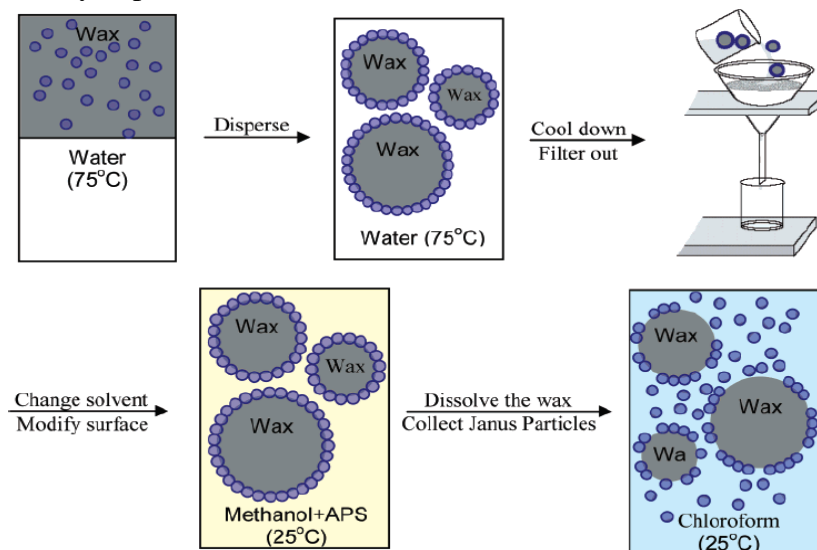 Wax
Water
(75°C)
Disperse
Wax
Wax
Wax
Water (75°C)
Cool down
Filter out
Change solvent
Modify surface
Wax
Wax
Wax
Methanol+APS
(25°C)
Dissolve the wax
Collect Janus Particles
Wax
Wax
Wa
Chloroform
(25°C)